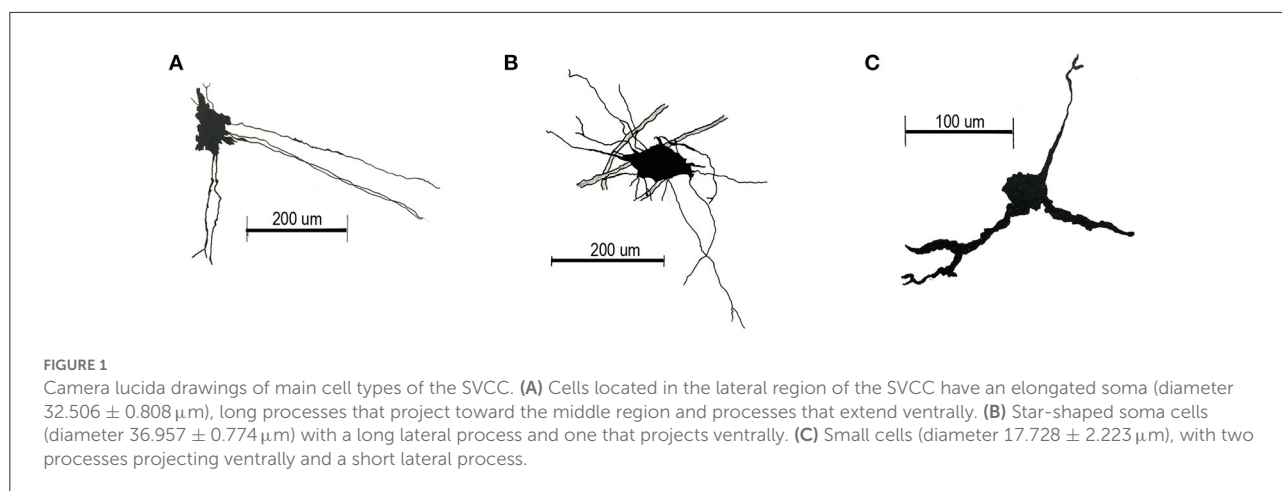 A
B
C
200 um
200 um
100 um
FIGURE 1
Camera lucida drawings of main cell types of the SVCC. (A) Cells located in the lateral region of the SVCC have an elongated soma (diameter
32.506 ± 0.808 μm), long processes that project toward the middle region and processes that extend ventrally. (B) Star-shaped soma cells
(diameter 36.957 ± 0.774 μm) with a long lateral process and one that projects ventrally. (C) Small cells (diameter 17.728 ± 2.223 μm), with two
processes projecting ventrally and a short lateral process.